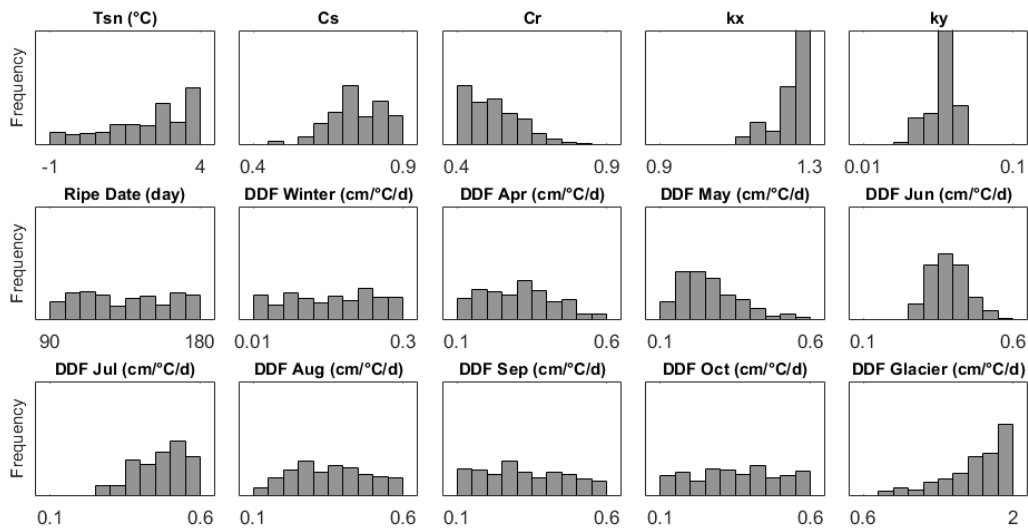 Tsn (°C) Cs Cr kx ky
Frequency
-1 4 0.4 0.9 0.4 0.9 0.9 1.3 0.01 0.1
Ripe Date (day) DDF Winter (cm/°C/d) DDF Apr (cm/°C/d) DDF May (cm/°C/d) DDF Jun (cm/°C/d)
Frequency
90 180 0.01 0.3 0.1 0.6 0.1 0.6 0.1 0.6
DDF Jul (cm/°C/d) DDF Aug (cm/°C/d) DDF Sep (cm/°C/d) DDF Oct (cm/°C/d) DDF Glacier (cm/°C/d)
Frequency
0.1 0.6 0.1 0.6 0.1 0.6 0.1 0.6 0.6 2